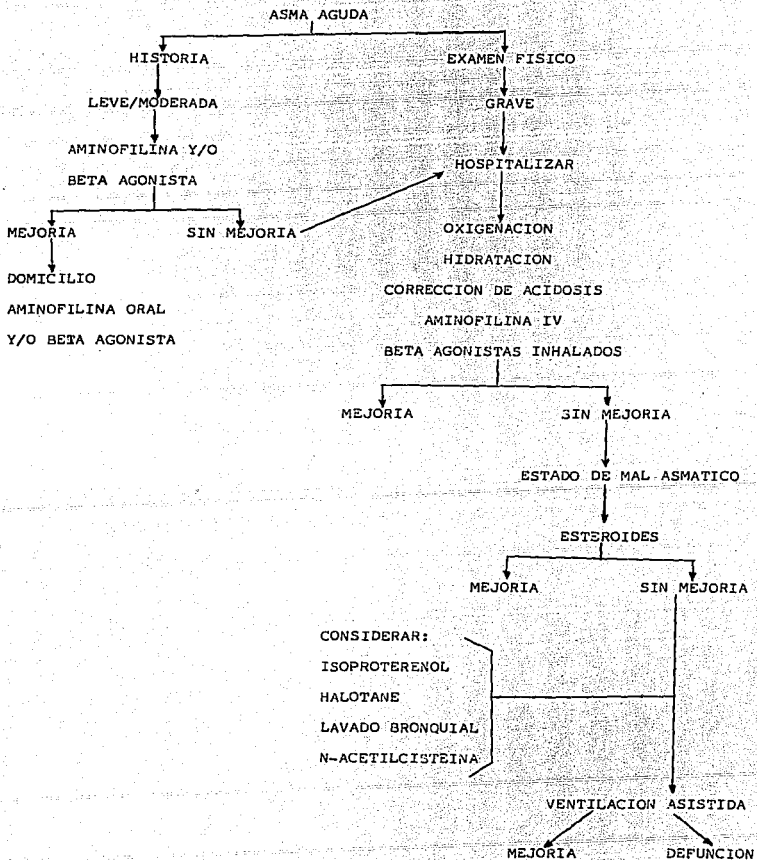 ASMA AGUDA
HISTORIA
EXAMEN FISICO
LEVE/MODERADA
GRAVE
AMINOFILINA Y/O
BETA AGONISTA
HOSPITALIZAR
MEJORIA
SIN MEJORIA
OXIGENACION
HIDRATACION
DOMICILIO
AMINOFILINA ORAL
Y/O BETA AGONISTA
CORRECCION DE ACIDOSIS
AMINOFILINA IV
BETA AGONISTAS INHALADOS
MEJORIA
SIN MEJORIA
ESTADO DE MAL ASMATICO
ESTEROIDES
MEJORIA
SIN MEJORIA
CONSIDERAR:
ISOPROTERENOL
HALOTANE
LAVADO BRONQUIAL
N-ACETILCISTEINA
VENTILACION ASISTIDA
MEJORIA
DEFUNCION